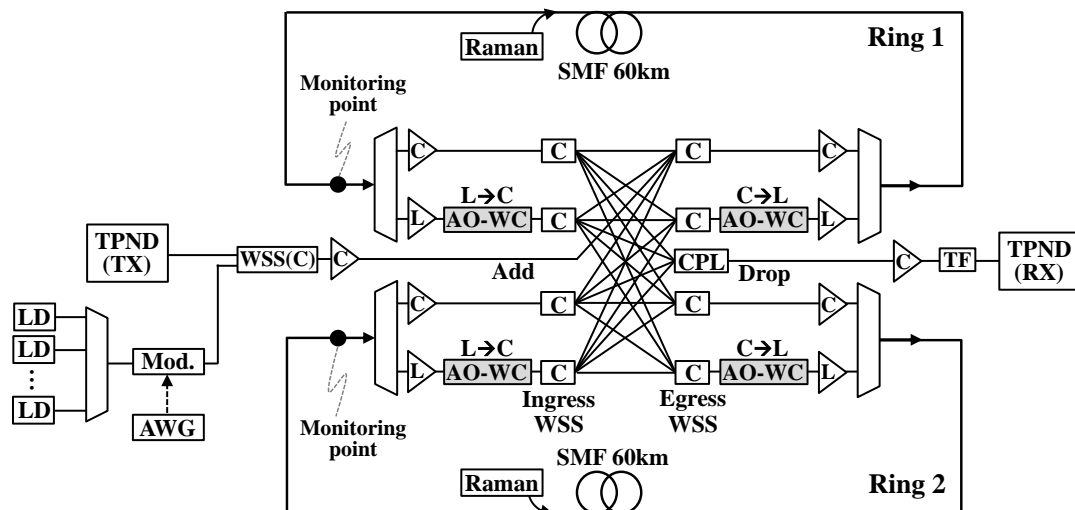 Raman
SMF 60km
Ring 1
Monitoring
point
C
C
C
C
L→C
C→L
L
AO-WC
C
C
AO-WC
L
TPND
(TX)
WSS(C)
C
Add
CPL
Drop
C
TF
TPND
(RX)
C
C
C
C
LD
LD
⋮
LD
Mod.
AWG
L→C
C→L
L
AO-WC
C
C
AO-WC
L
Ingress
WSS
Egress
WSS
Monitoring
point
SMF 60km
Raman
Ring 2